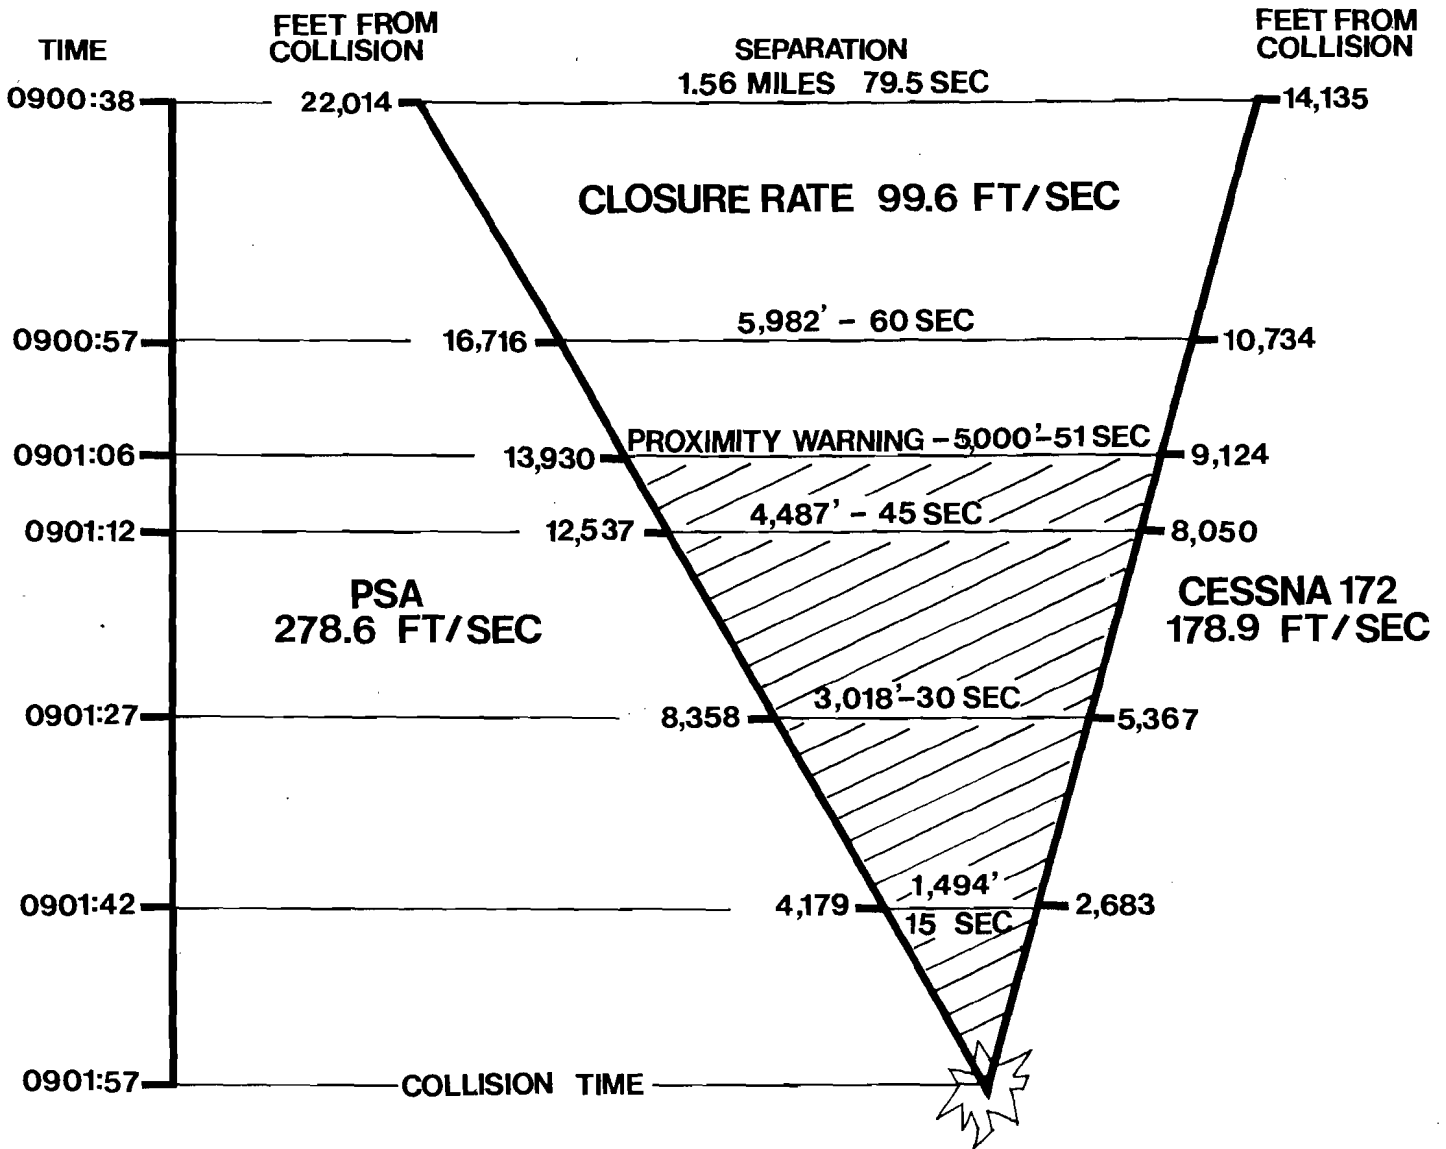 TIME
FEET FROM
COLLISION
SEPARATION
1.56 MILES 79.5 SEC
FEET FROM
COLLISION
0900:38
22,014
14,135
CLOSURE RATE 99.6 FT/SEC
5,982' - 60 SEC
0900:57
16,716
10,734
PROXIMITY WARNING - 5,000'-51 SEC
0901:06
13,930
9,124
4,487' - 45 SEC
0901:12
12,537
8,050
PSA
278.6 FT/SEC
CESSNA 172
178.9 FT/SEC
3,018'-30 SEC
0901:27
8,358
5,367
1,494'
15 SEC
0901:42
4,179
2,683
0901:57
COLLISION TIME